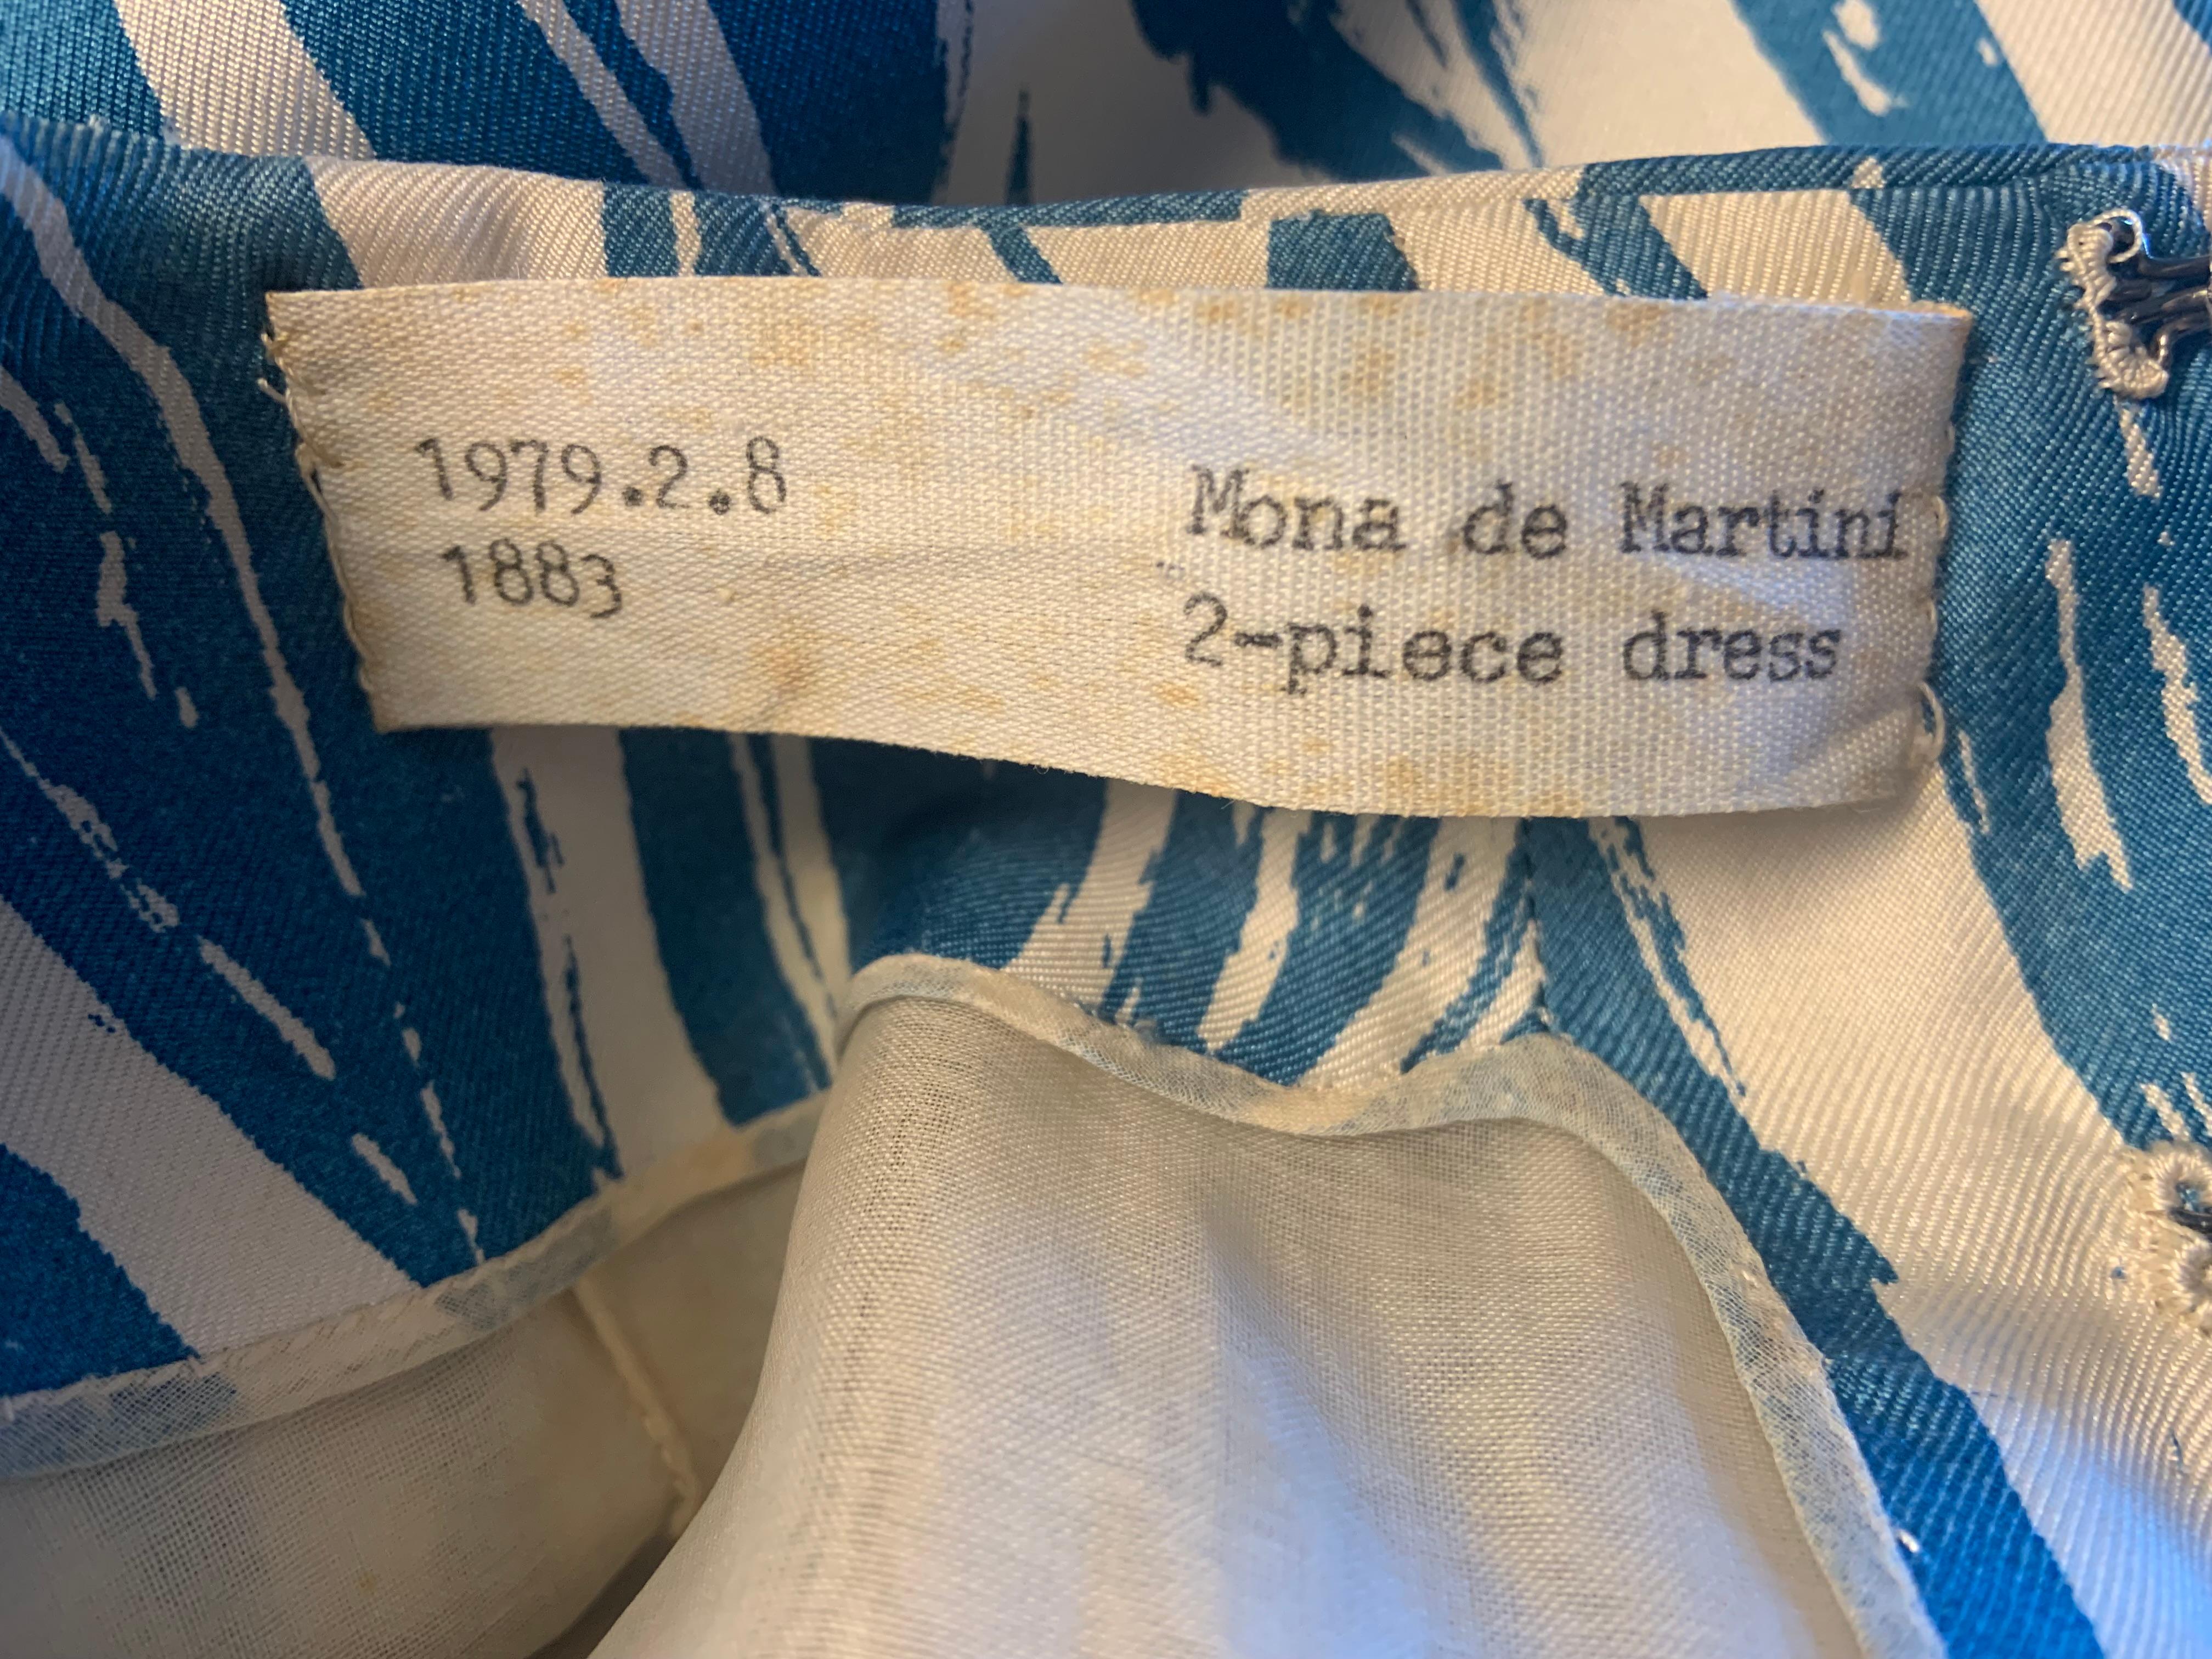 1979.2.8
1883
Mona de Martini
2-piece dress